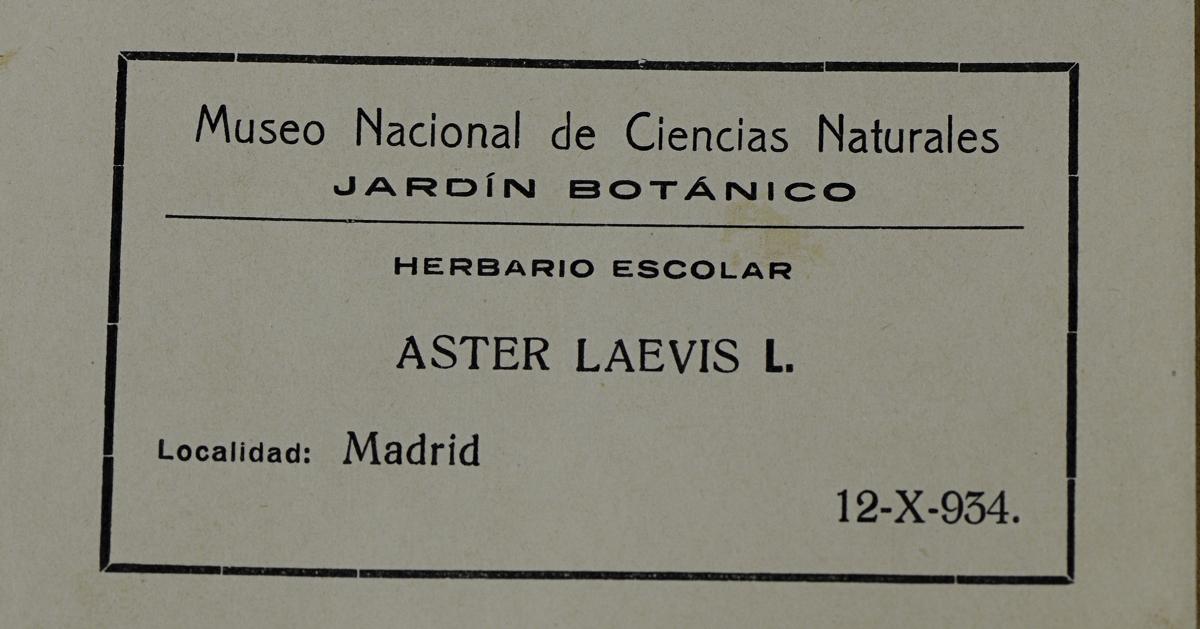 Museo Nacional de Ciencias Naturales
JARDÍN BOTÁNICO
HERBARIO ESCOLAR
ASTER LAEVIS L.
Localidad: Madrid
12-X-934.